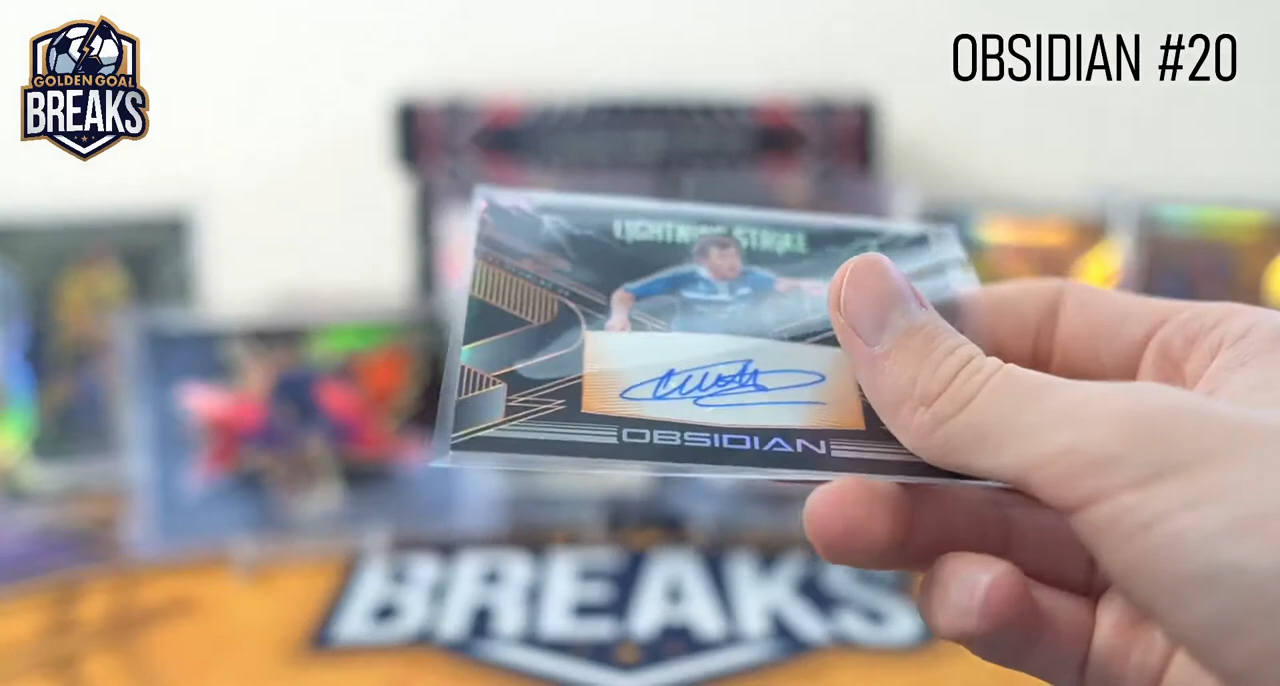 GOLDEN GOAL
BREAKS
OBSIDIAN #20
LIGHTNING STRIKE
OBSIDIAN
BREAKS